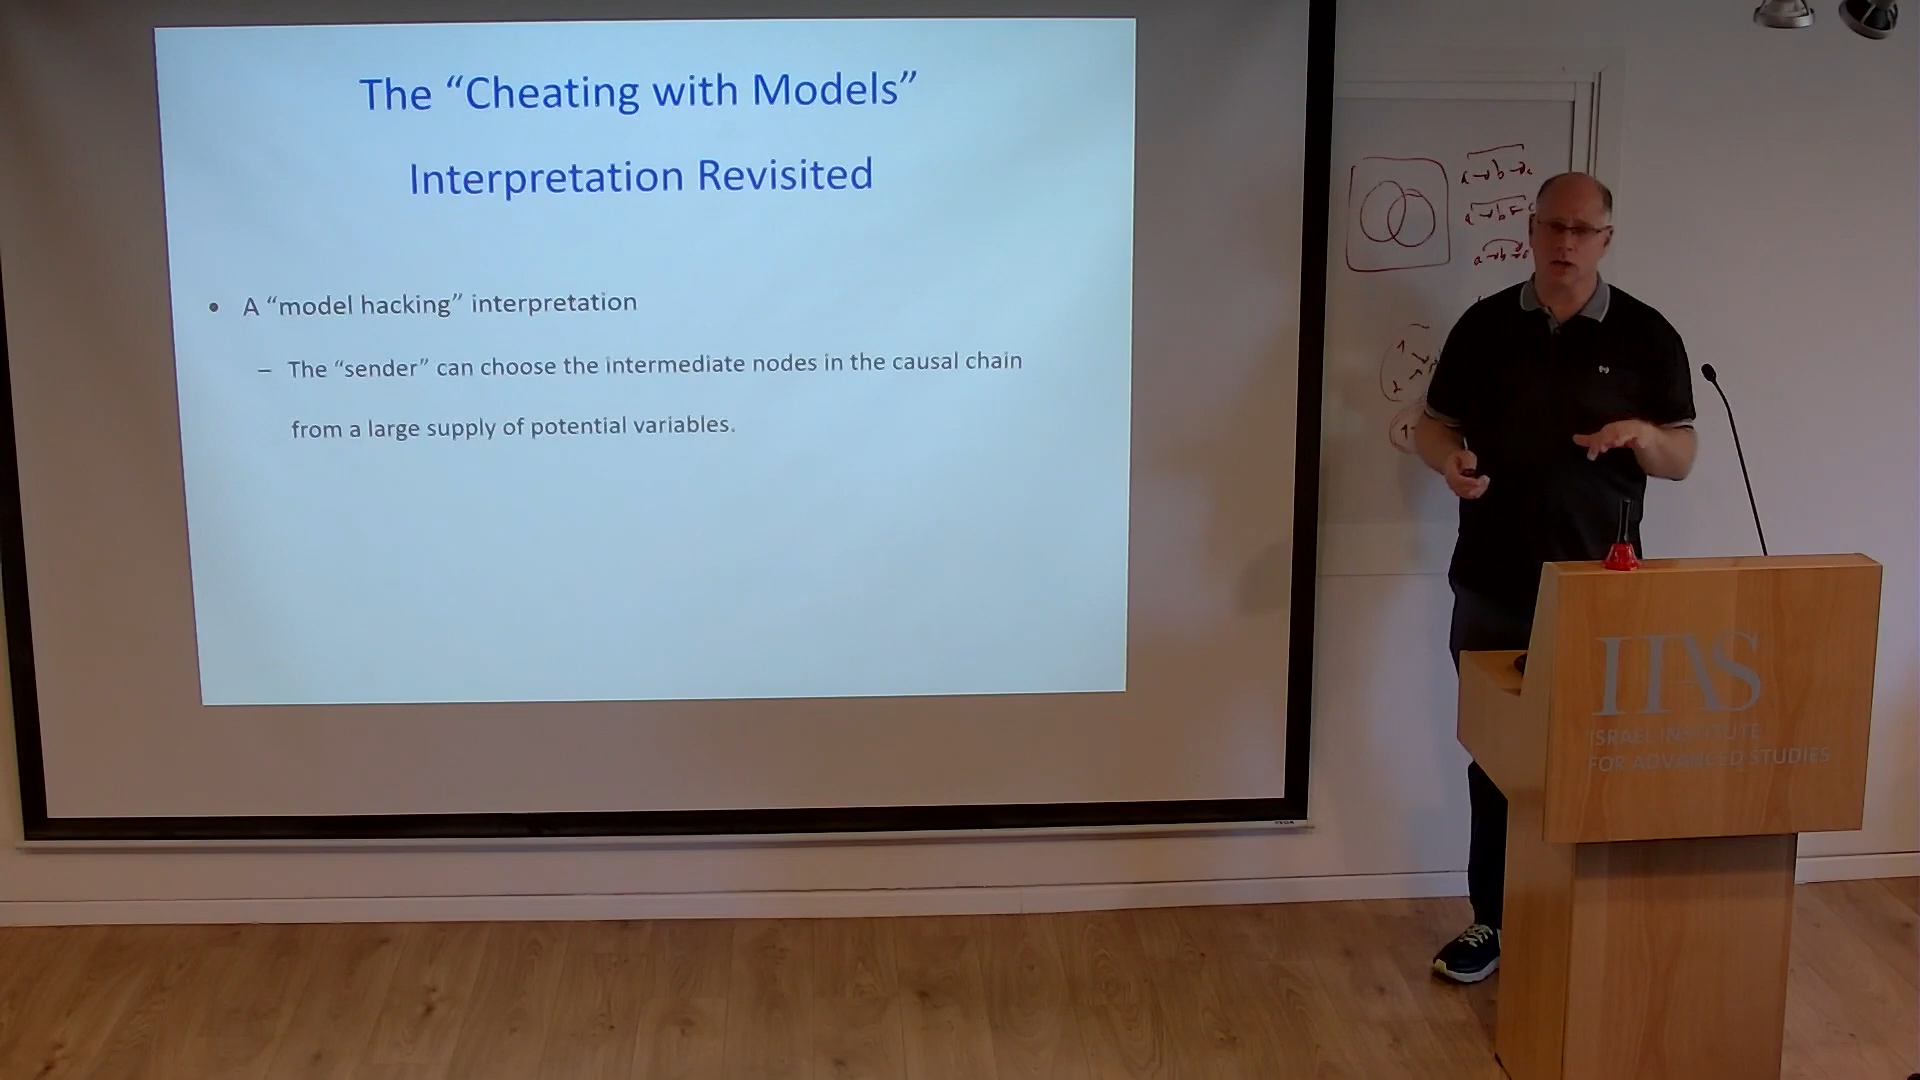 The “Cheating with Models”
Interpretation Revisited
• A “model hacking” interpretation
– The “sender” can choose the intermediate nodes in the causal chain
from a large supply of potential variables.
a → b → c
IIAS
ISRAEL INSTITUTE
FOR ADVANCED STUDIES